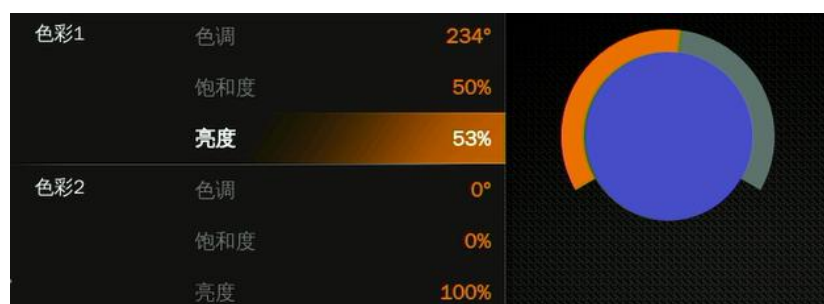 色彩1 色调 234°
饱和度 50%
亮度 53%
色彩2 色调 0°
饱和度 0%
亮度 100%